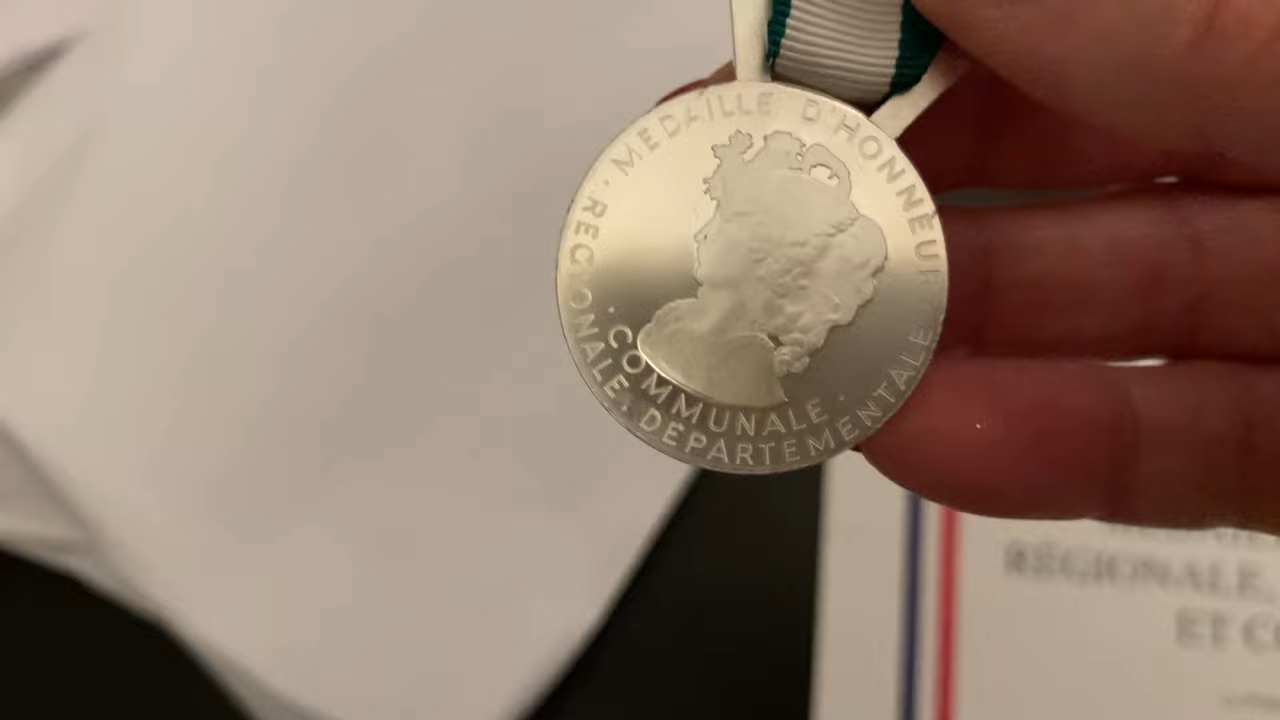 · MÉDAILLE D'HONNEUR
· RÉGIONALE. DÉPARTEMENTALE
· COMMUNALE ·
RÉGIONALE,
ET